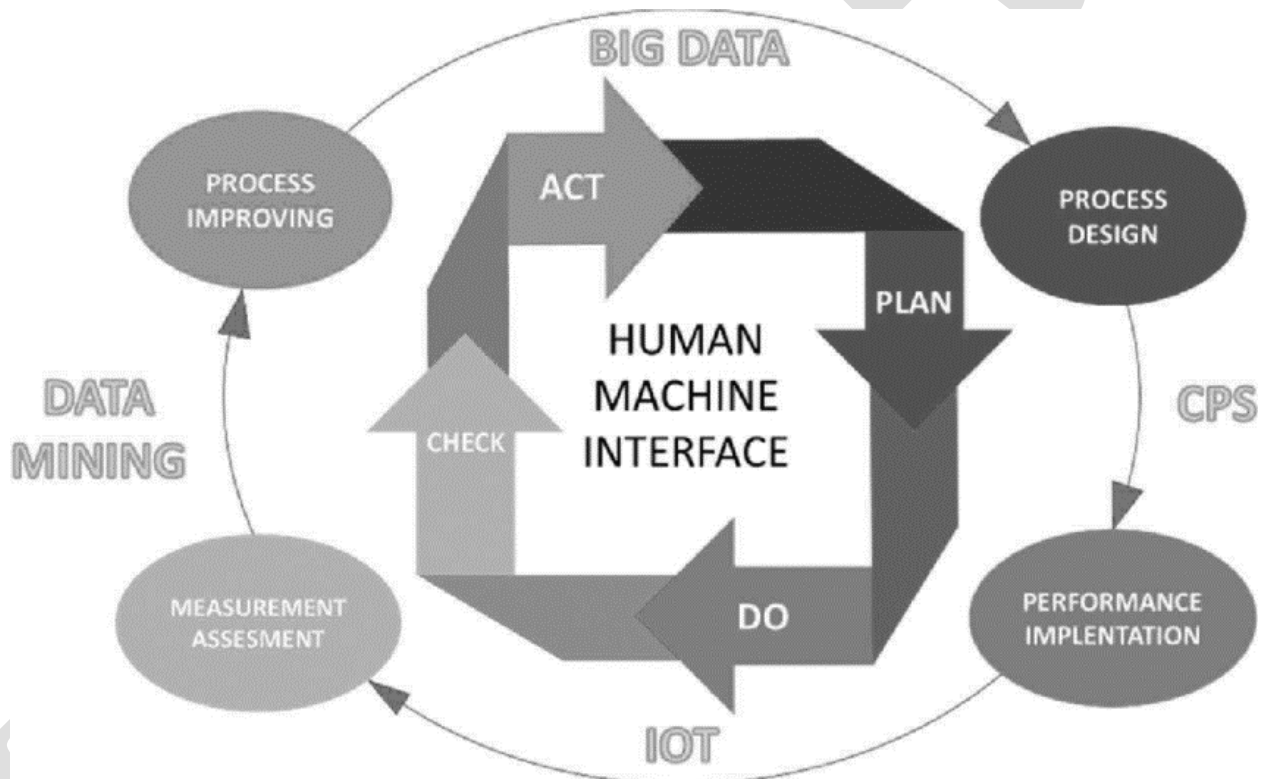 BIG DATA
PROCESS
IMPROVING
ACT
PROCESS
DESIGN
PLAN
HUMAN
MACHINE
INTERFACE
DATA
MINING
CPS
CHECK
MEASUREMENT
ASSESMENT
DO
PERFORMANCE
IMPLENTATION
IOT